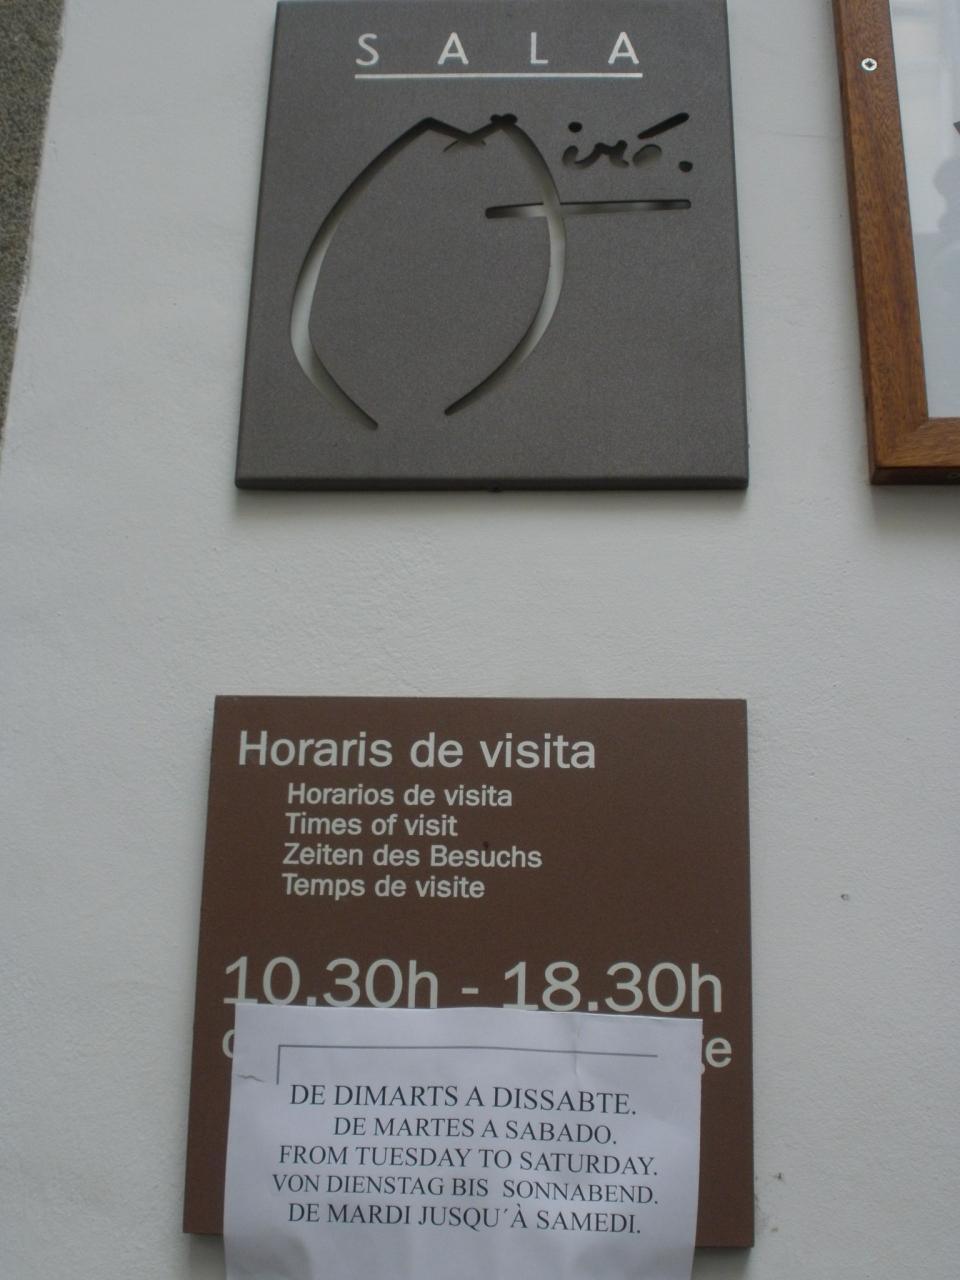 SALA
Miró.
Horaris de visita
Horarios de visita
Times of visit
Zeiten des Besuchs
Temps de visite
10.30h - 18.30h
DE DIMARTS A DISSABTE.
DE MARTES A SABADO.
FROM TUESDAY TO SATURDAY.
VON DIENSTAG BIS SONNABEND.
DE MARDI JUSQU´À SAMEDI.